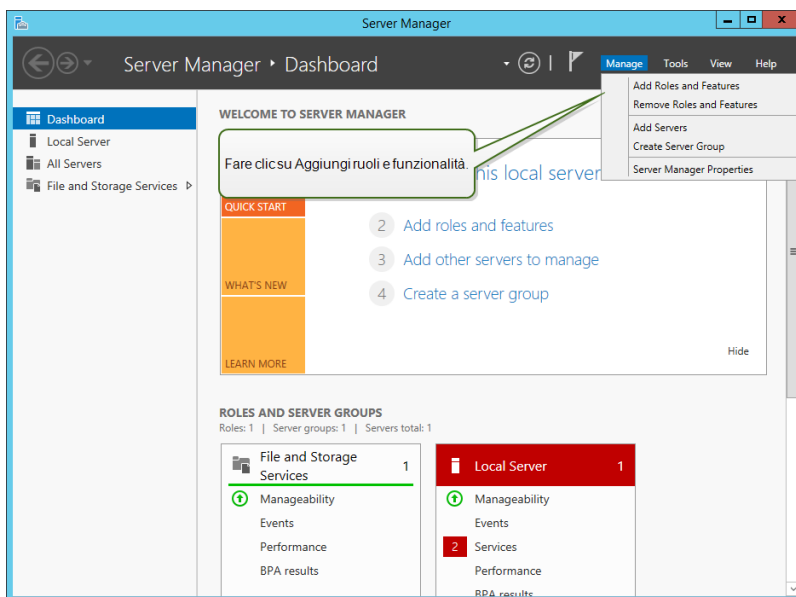 Server Manager
Server Manager • Dashboard
Manage Tools View Help
Add Roles and Features
Remove Roles and Features
Add Servers
Create Server Group
Server Manager Properties
Dashboard
Local Server
All Servers
File and Storage Services
WELCOME TO SERVER MANAGER
Fare clic su Aggiungi ruoli e funzionalità.
this local server
QUICK START
2 Add roles and features
3 Add other servers to manage
WHAT'S NEW
4 Create a server group
Hide
LEARN MORE
ROLES AND SERVER GROUPS
Roles: 1 | Server groups: 1 | Servers total: 1
File and Storage
Services
1
Manageability
Events
Performance
BPA results
Local Server 1
Manageability
Events
2 Services
Performance
BPA results